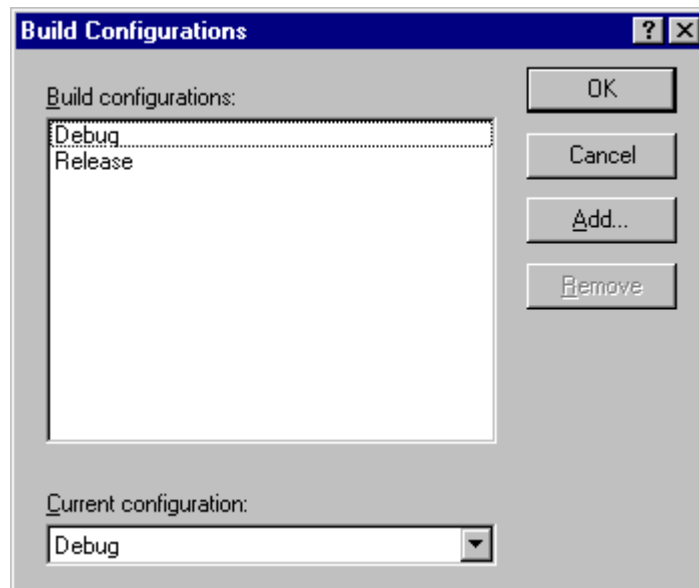 Build Configurations
Build configurations:
Debug
Release
OK
Cancel
Add...
Remove
Current configuration:
Debug